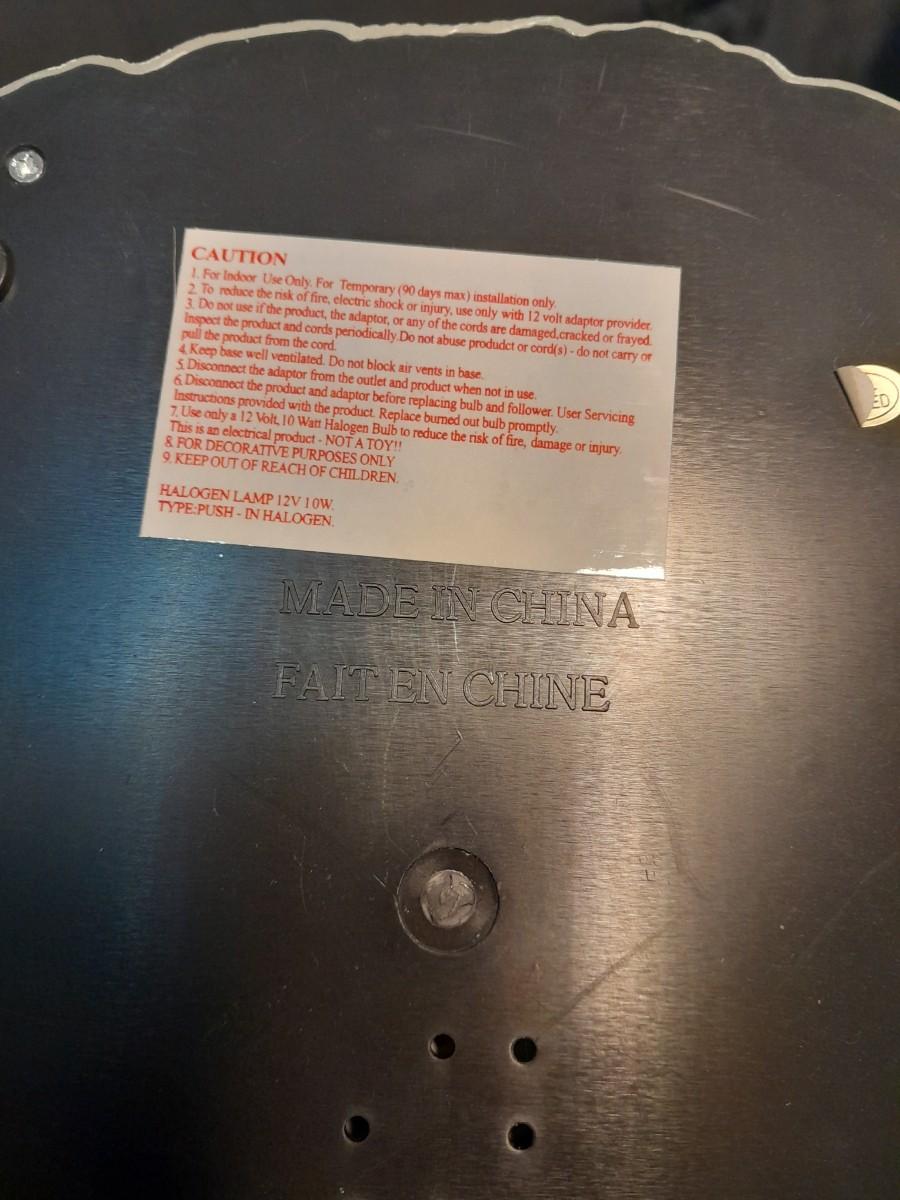 CAUTION
1. For Indoor Use Only. For Temporary (90 days max) installation only.
2. To reduce the risk of fire, electric shock or injury, use only with 12 volt adaptor provider.
3. Do not use if the product, the adaptor, or any of the cords are damaged,cracked or frayed.
Inspect the product and cords periodically.Do not abuse produdct or cord(s) - do not carry or
pull the product from the cord.
4. Keep base well ventilated. Do not block air vents in base.
5. Disconnect the adaptor from the outlet and product when not in use.
6. Disconnect the product and adaptor before replacing bulb and follower. User Servicing
Instructions provided with the product. Replace burned out bulb promptly.
7. Use only a 12 Volt, 10 Watt Halogen Bulb to reduce the risk of fire, damage or injury.
This is an electrical product - NOT A TOY!!
8. FOR DECORATIVE PURPOSES ONLY
9. KEEP OUT OF REACH OF CHILDREN.
HALOGEN LAMP 12V 10W.
TYPE:PUSH - IN HALOGEN.
MADE IN CHINA
FAIT EN CHINE